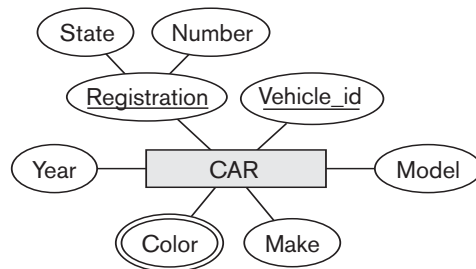 State
Number
Registration
Vehicle_id
Year
CAR
Model
Color
Make